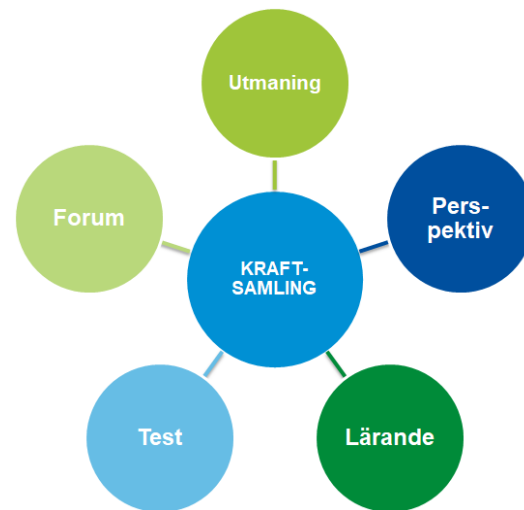 Utmaning
Forum
Pers-
pektiv
KRAFT-
SAMLING
Test
Lärande